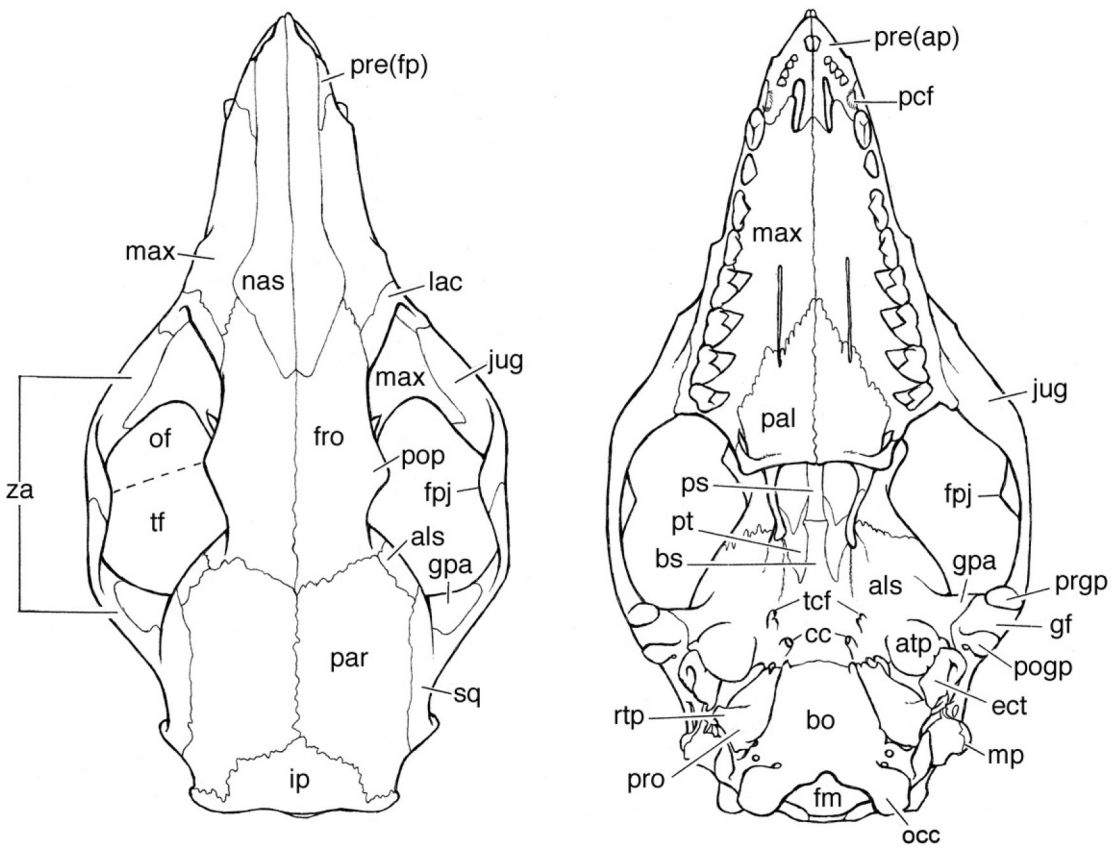 pre(fp)
max
nas
lac
max
jug
za
of
fro
pop
fpj
tf
als
gpa
par
sq
ip
pre(ap)
pcf
max
jug
pal
ps
fpj
pt
bs
als
gpa
prgp
tcf
gf
cc
atp
pogp
ect
rtp
bo
mp
pro
fm
occ